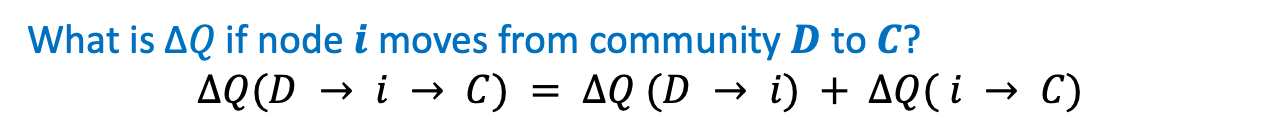 What is ΔQ if node i moves from community D to C?
ΔQ(D → i → C) = ΔQ (D → i) + ΔQ( i → C)